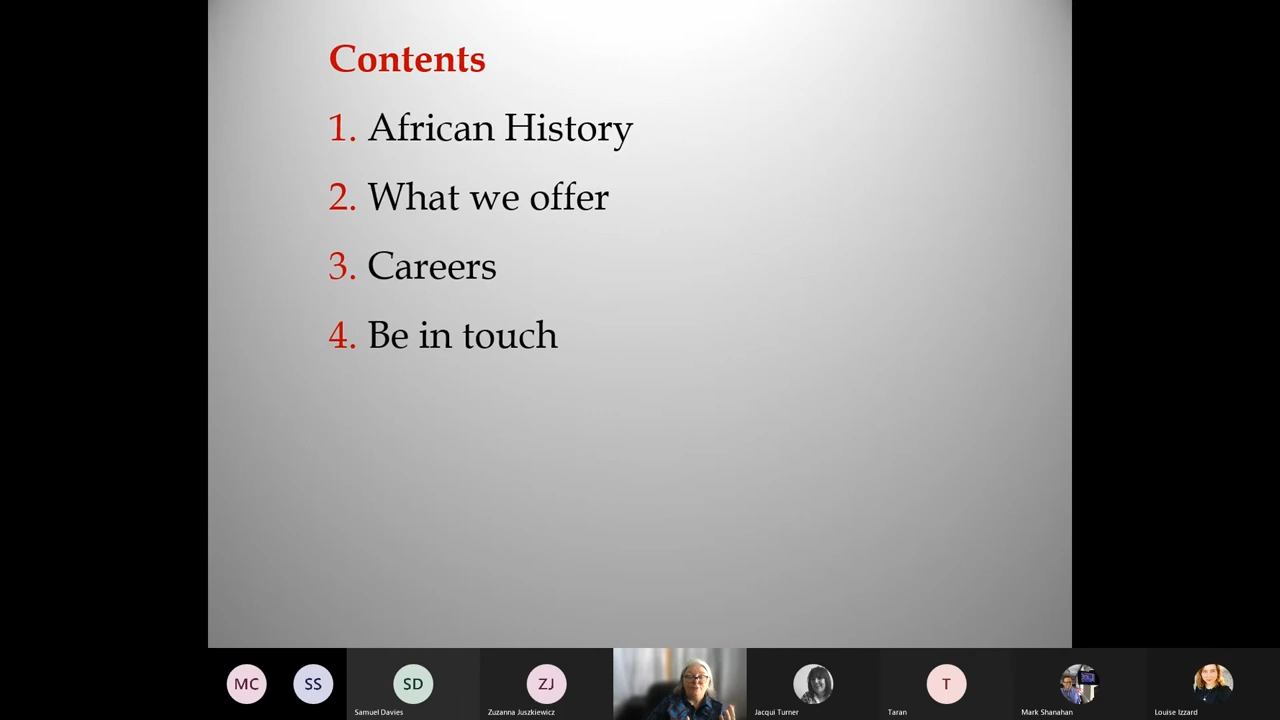 Contents
1. African History
2. What we offer
3. Careers
4. Be in touch
MC
SS
SD
ZJ
T
Samuel Davies
Zuzanna Juszkiewicz
Jacqui Turner
Taran
Mark Shanahan
Louise Izzard